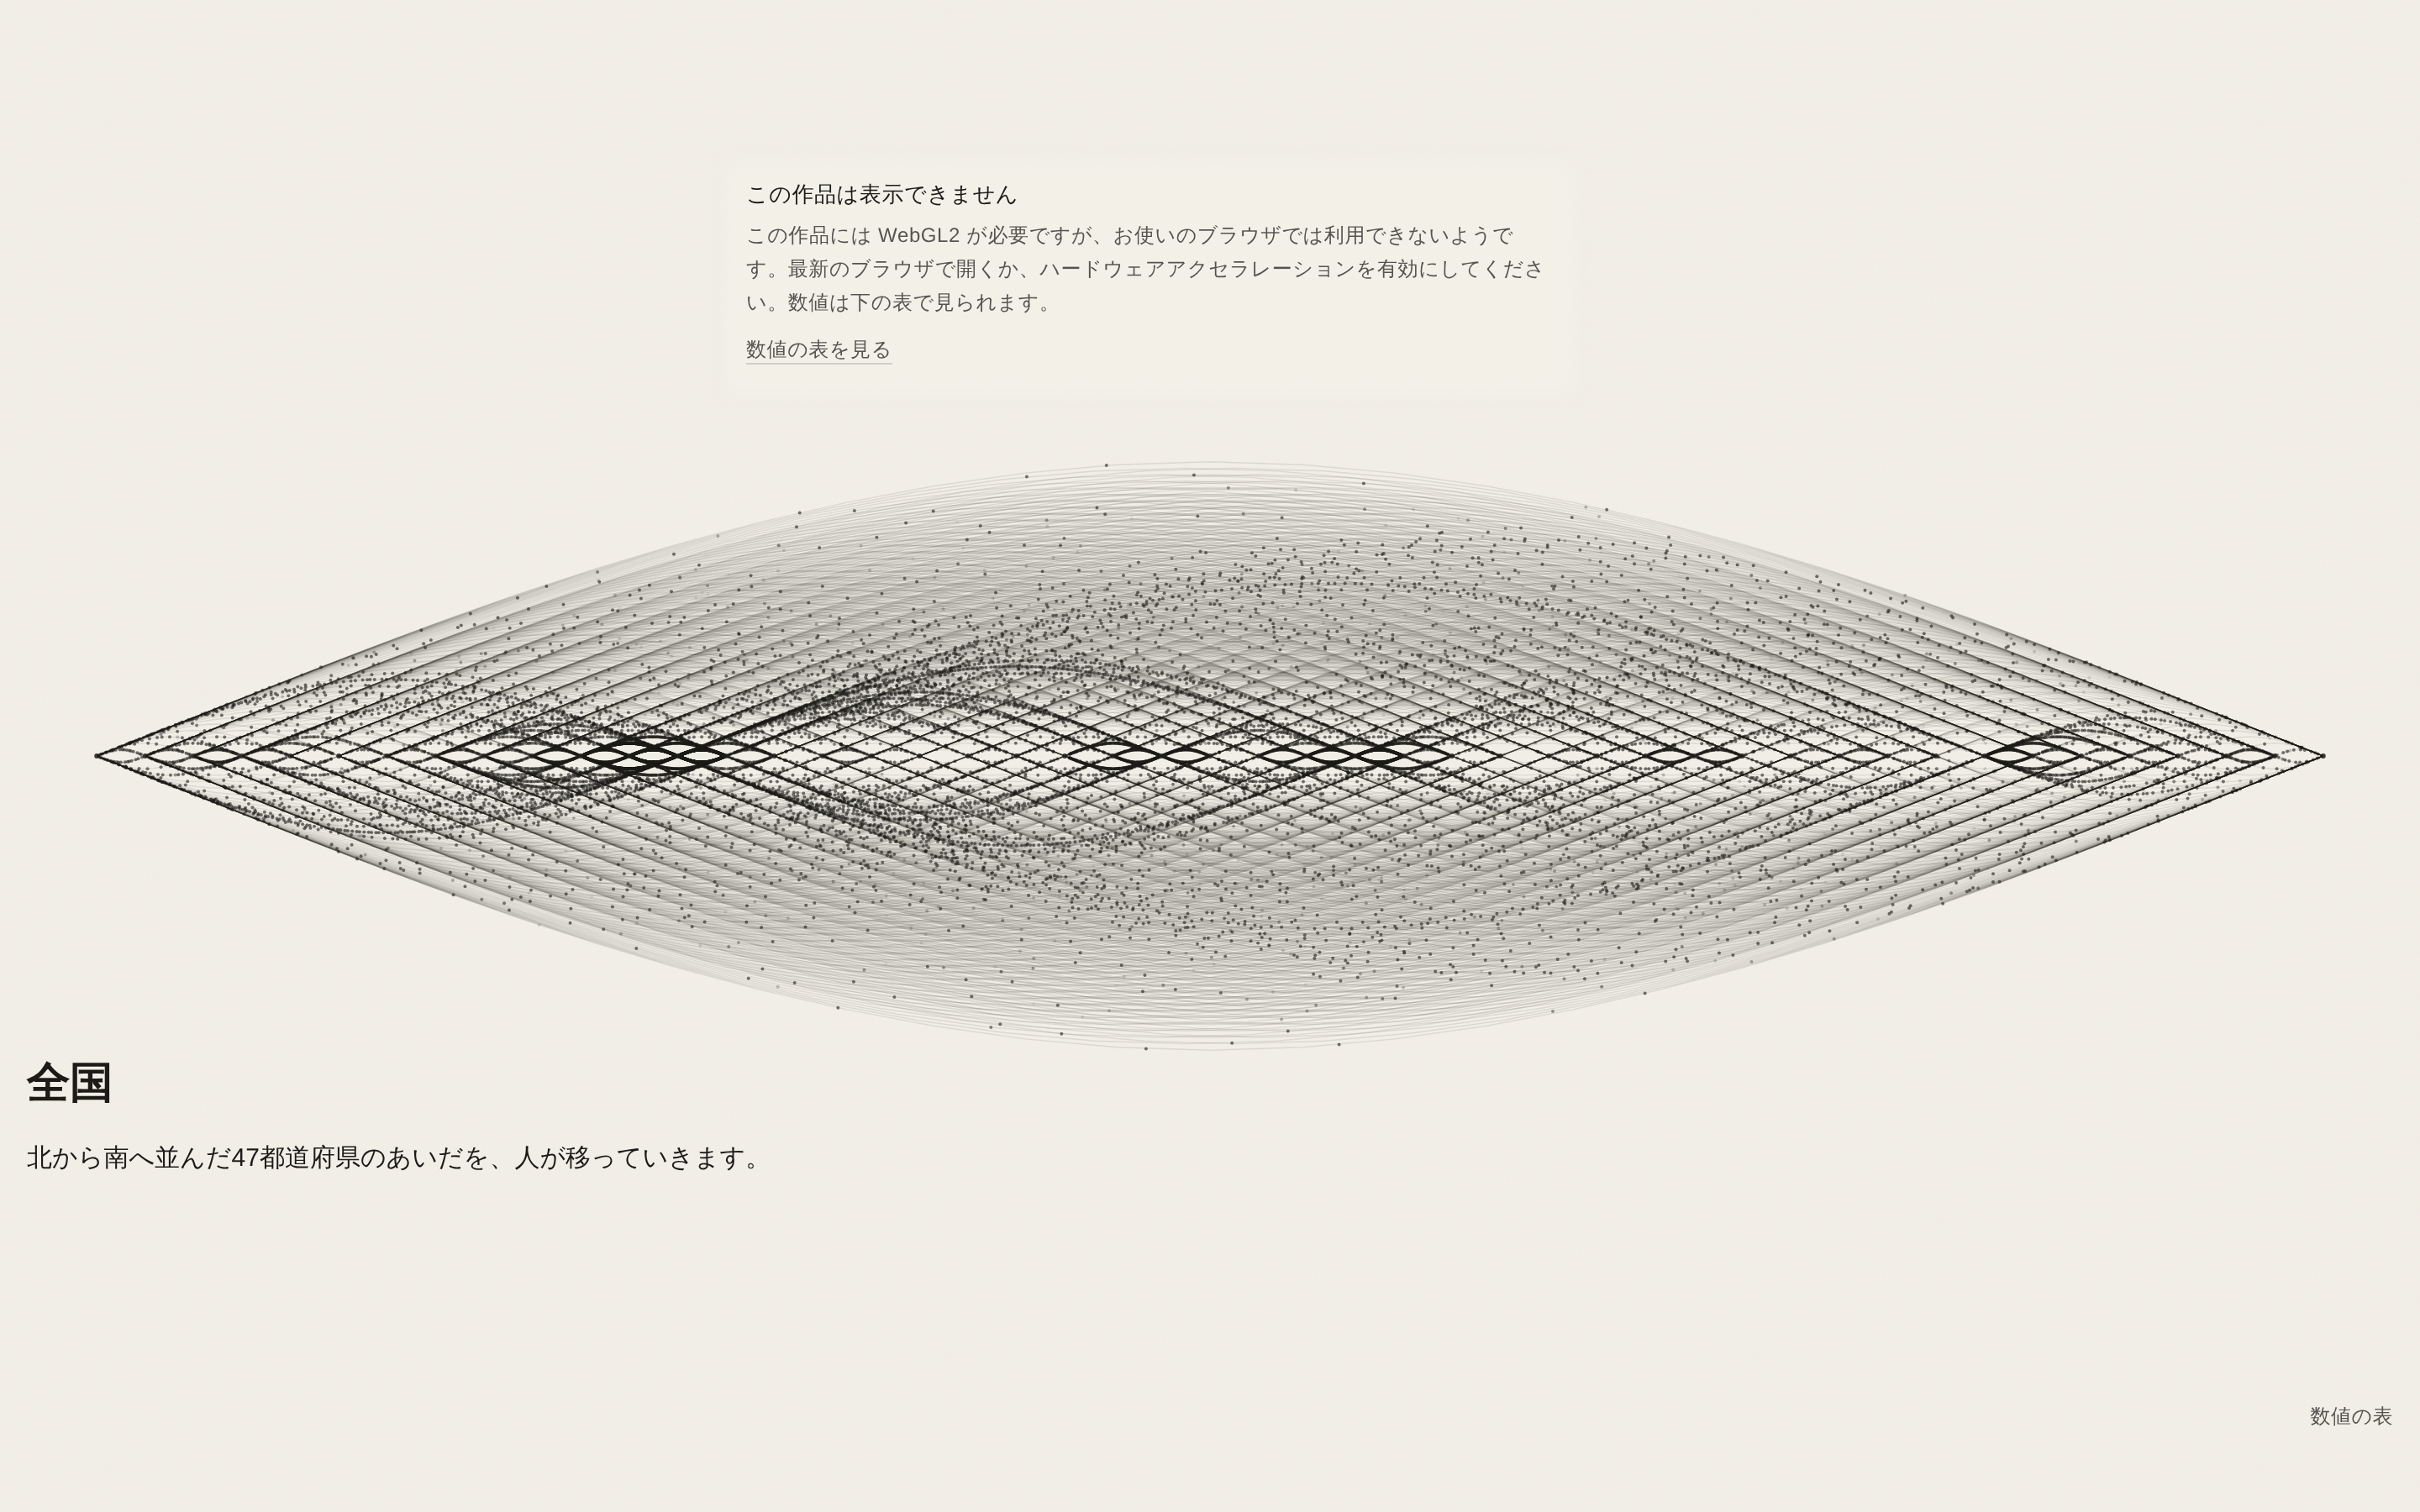 この作品は表示できません
この作品には WebGL2 が必要ですが、お使いのブラウザでは利用できないようで
す。最新のブラウザで開くか、ハードウェアアクセラレーションを有効にしてくださ
い。数値は下の表で見られます。
数値の表を見る
全国
北から南へ並んだ47都道府県のあいだを、人が移っていきます。
数値の表